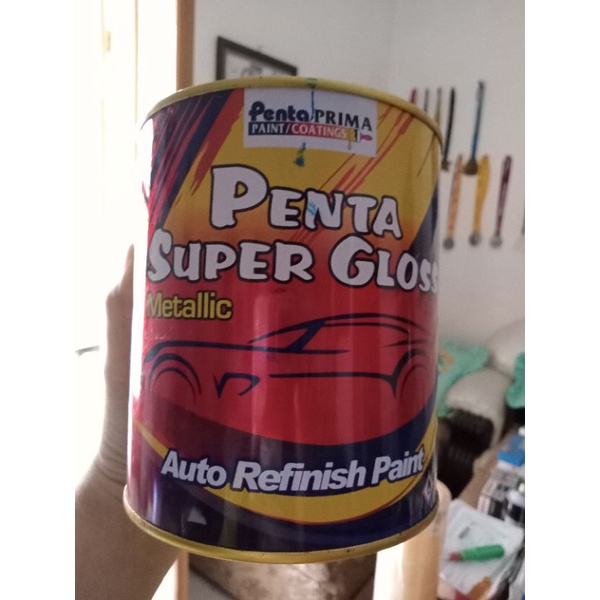 Penta PRIMA
PAINT/COATINGS
PENTA
SUPER GLOSS
Metallic
Auto Refinish Paint